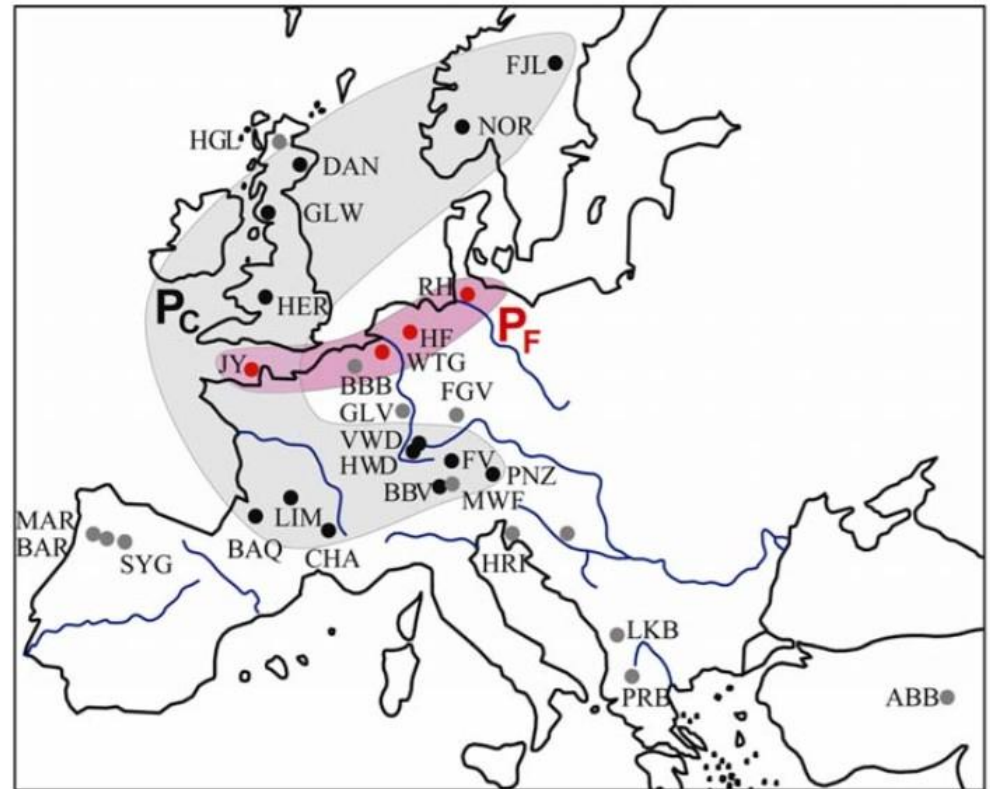 FJL
NOR
HGL
DAN
GLW
RH
HER
PC
PF
HF
JY
WTG
BBB
FGV
GLV
VWD
HWD
FV
PNZ
BBV
MWF
LIM
MAR
BAR
BAQ
CHA
SYG
HRI
LKB
PRB
ABB